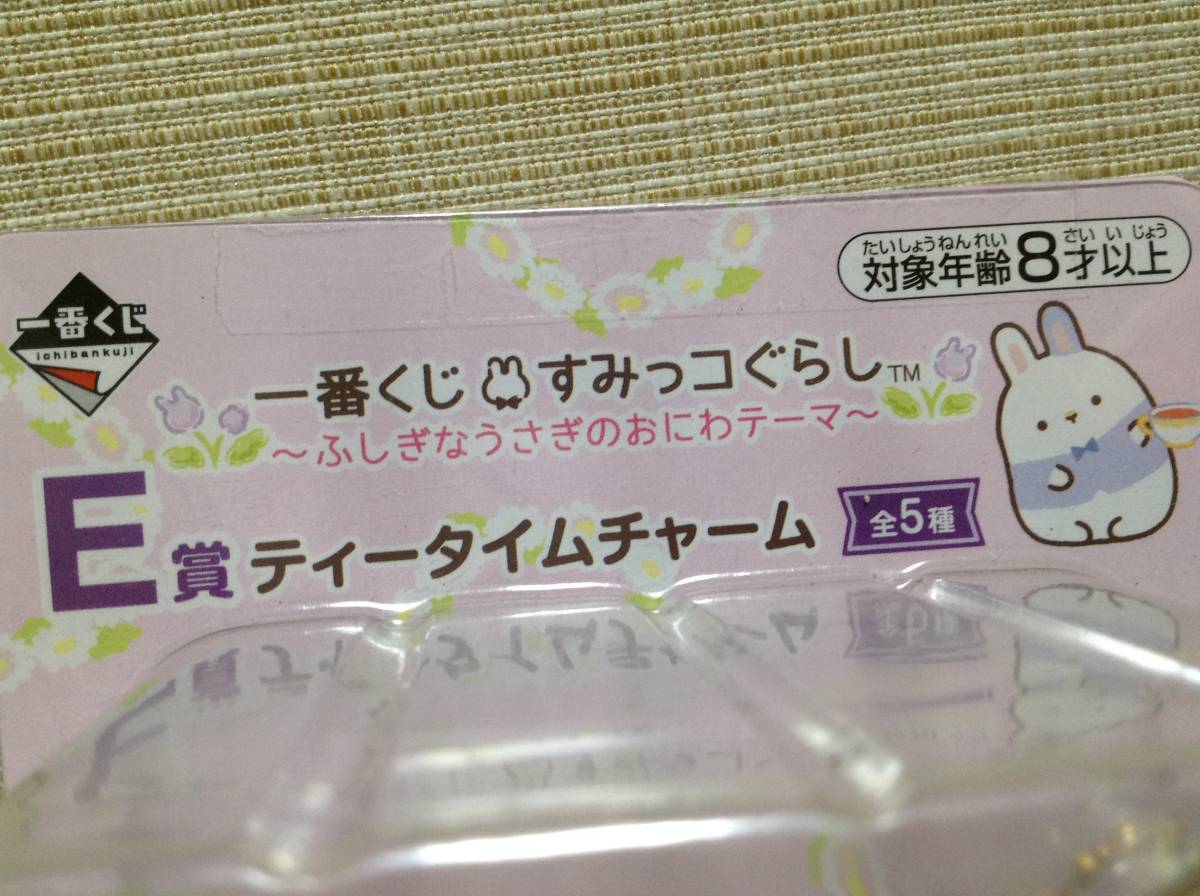 たいしょうねんれい さい い じょう
対象年齢8才以上
一番くじ
ichibankuji
一番くじ すみっコぐらし™
～ふしぎなうさぎのおにわテーマ～
E賞 ティータイムチャーム 全5種